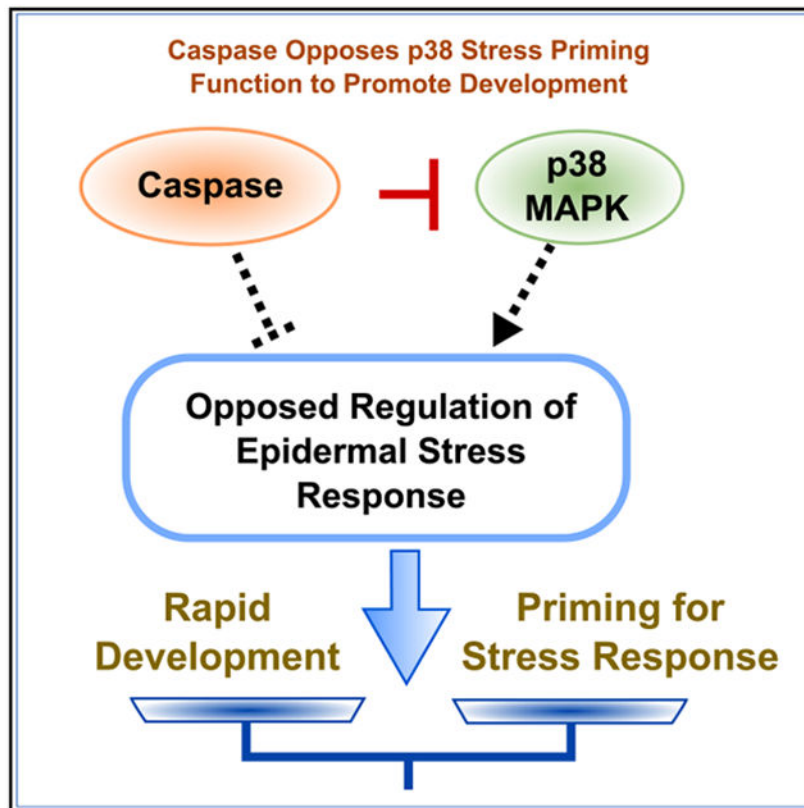 Caspase Opposes p38 Stress Priming
Function to Promote Development
Caspase
p38
MAPK
Opposed Regulation of
Epidermal Stress
Response
Rapid
Development
Priming for
Stress Response